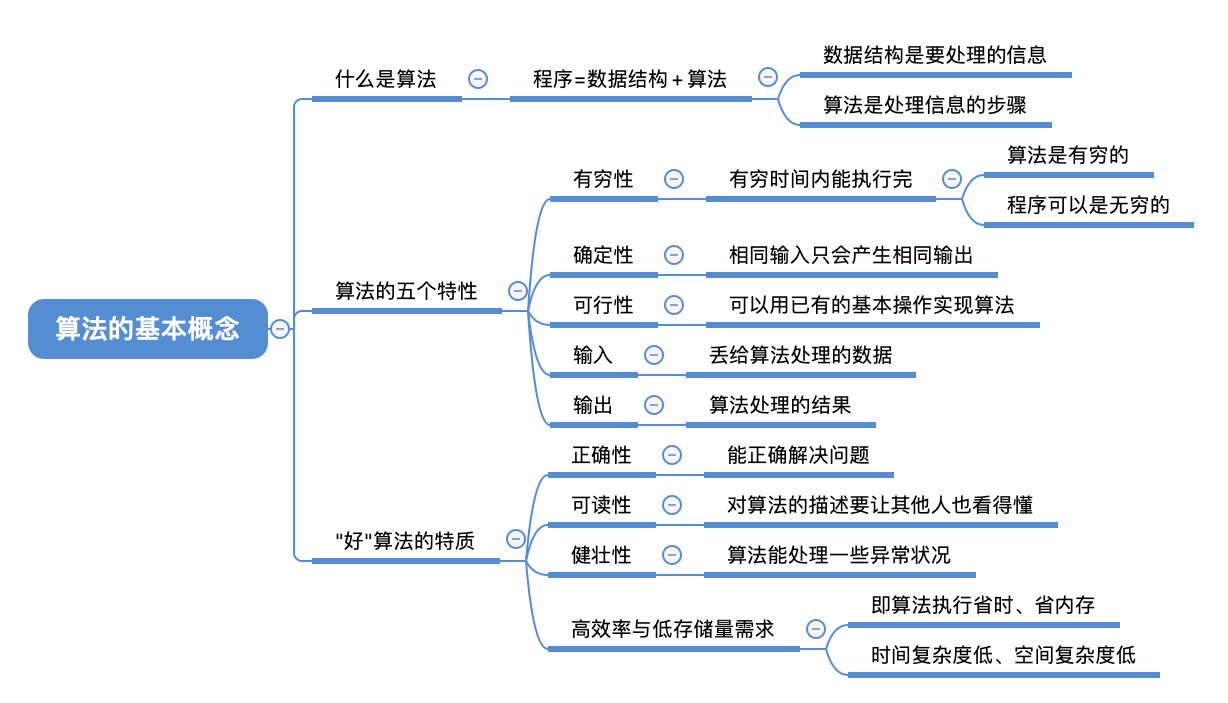 算法的基本概念
什么是算法
程序=数据结构+算法
数据结构是要处理的信息
算法是处理信息的步骤
算法的五个特性
有穷性
有穷时间内能执行完
算法是有穷的
程序可以是无穷的
确定性
相同输入只会产生相同输出
可行性
可以用已有的基本操作实现算法
输入
丢给算法处理的数据
输出
算法处理的结果
"好"算法的特质
正确性
能正确解决问题
可读性
对算法的描述要让其他人也看得懂
健壮性
算法能处理一些异常状况
高效率与低存储量需求
即算法执行省时、省内存
时间复杂度低、空间复杂度低